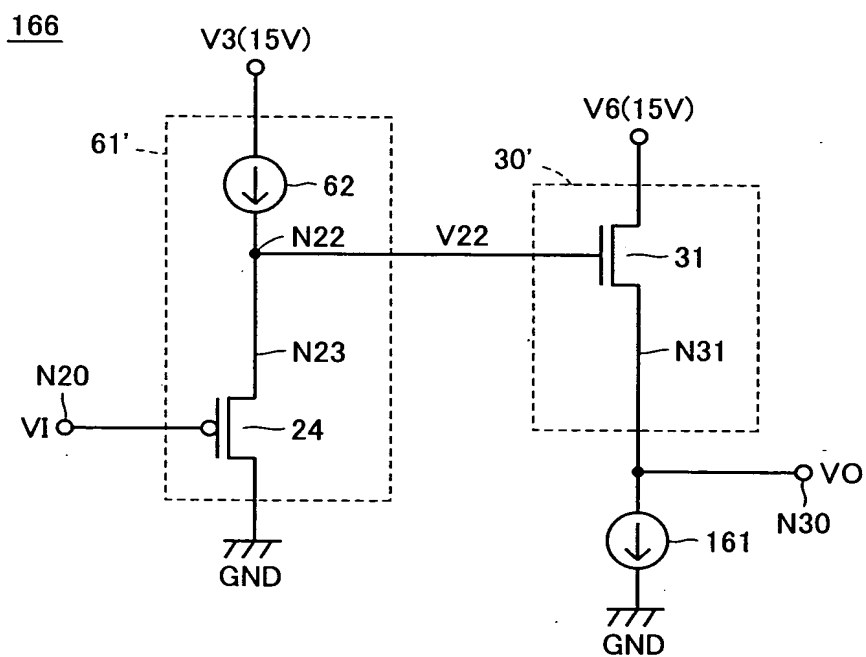 166
V3(15V)
61'
62
N22
V22
V6(15V)
30'
31
N31
N23
N20
VI
24
GND
VO
N30
161
GND